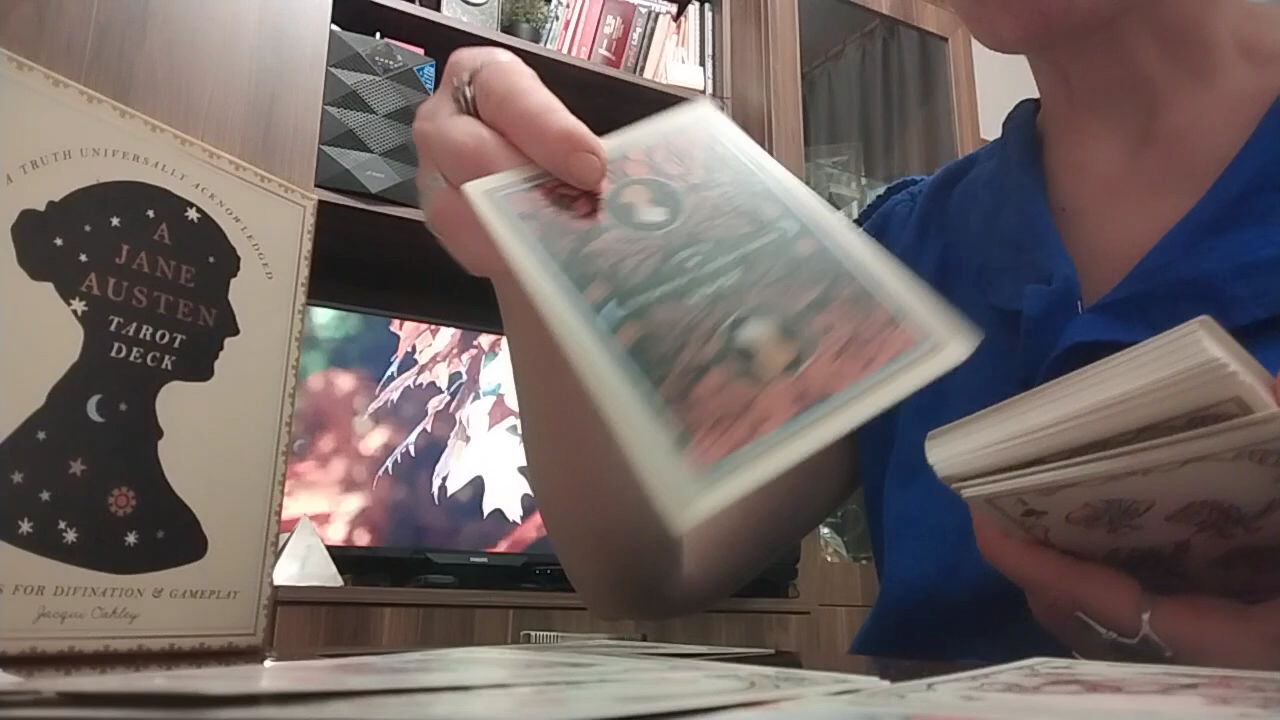 A TRUTH UNIVERSALLY ACKNOWLEDGED
A
JANE
AUSTEN
TAROT
DECK
S FOR DIVINATION & GAMEPLAY
Jacqui Oakley